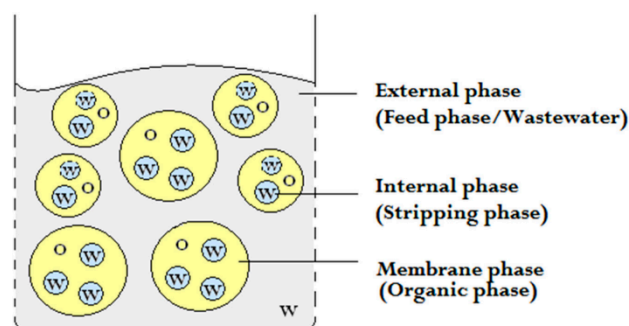 External phase
(Feed phase/Wastewater)
Internal phase
(Stripping phase)
Membrane phase
(Organic phase)
W O W
W O W
O W W W W
W O W
W O W
O W W W
O W W W
W